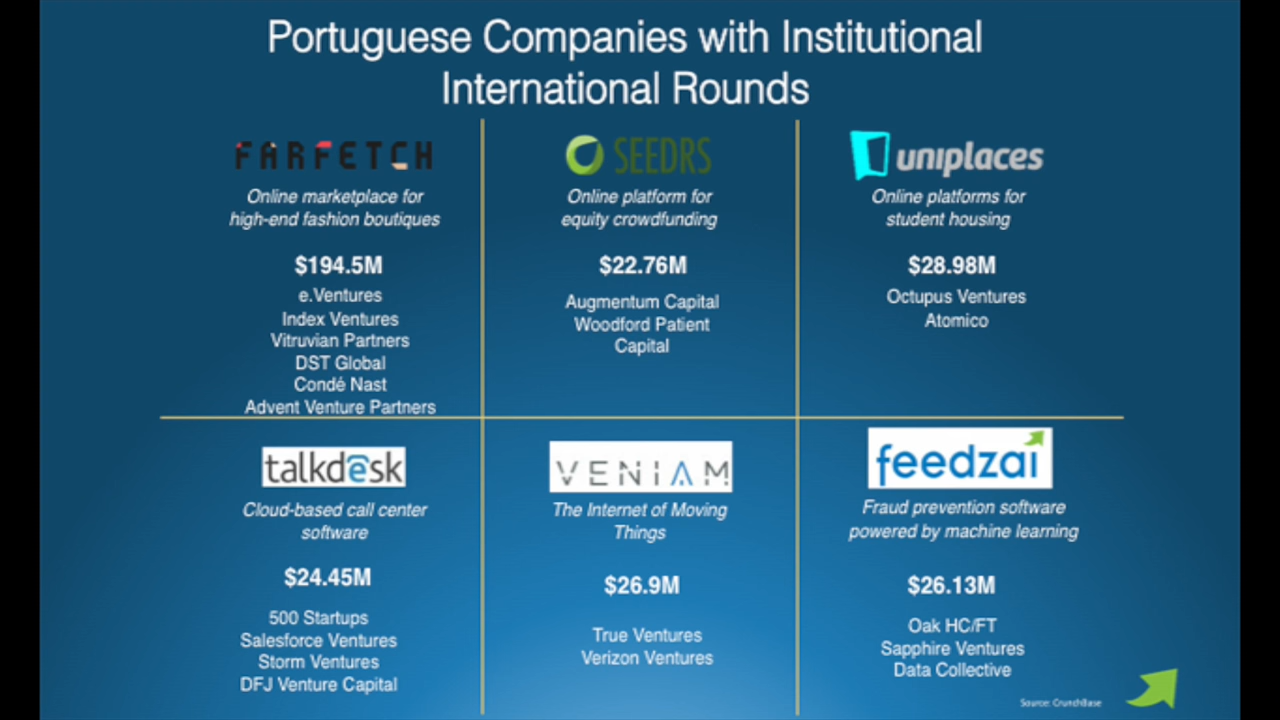 Portuguese Companies with Institutional
International Rounds
FARFETCH
Online marketplace for
high-end fashion boutiques
$194.5M
e.Ventures
Index Ventures
Vitruvian Partners
DST Global
Condé Nast
Advent Venture Partners
SEEDRS
Online platform for
equity crowdfunding
$22.76M
Augmentum Capital
Woodford Patient
Capital
uniplaces
Online platforms for
student housing
$28.98M
Octupus Ventures
Atomico
talkdesk
Cloud-based call center
software
$24.45M
500 Startups
Salesforce Ventures
Storm Ventures
DFJ Venture Capital
VENIAM
The Internet of Moving
Things
$26.9M
True Ventures
Verizon Ventures
feedzai
Fraud prevention software
powered by machine learning
$26.13M
Oak HC/FT
Sapphire Ventures
Data Collective
Source: CrunchBase